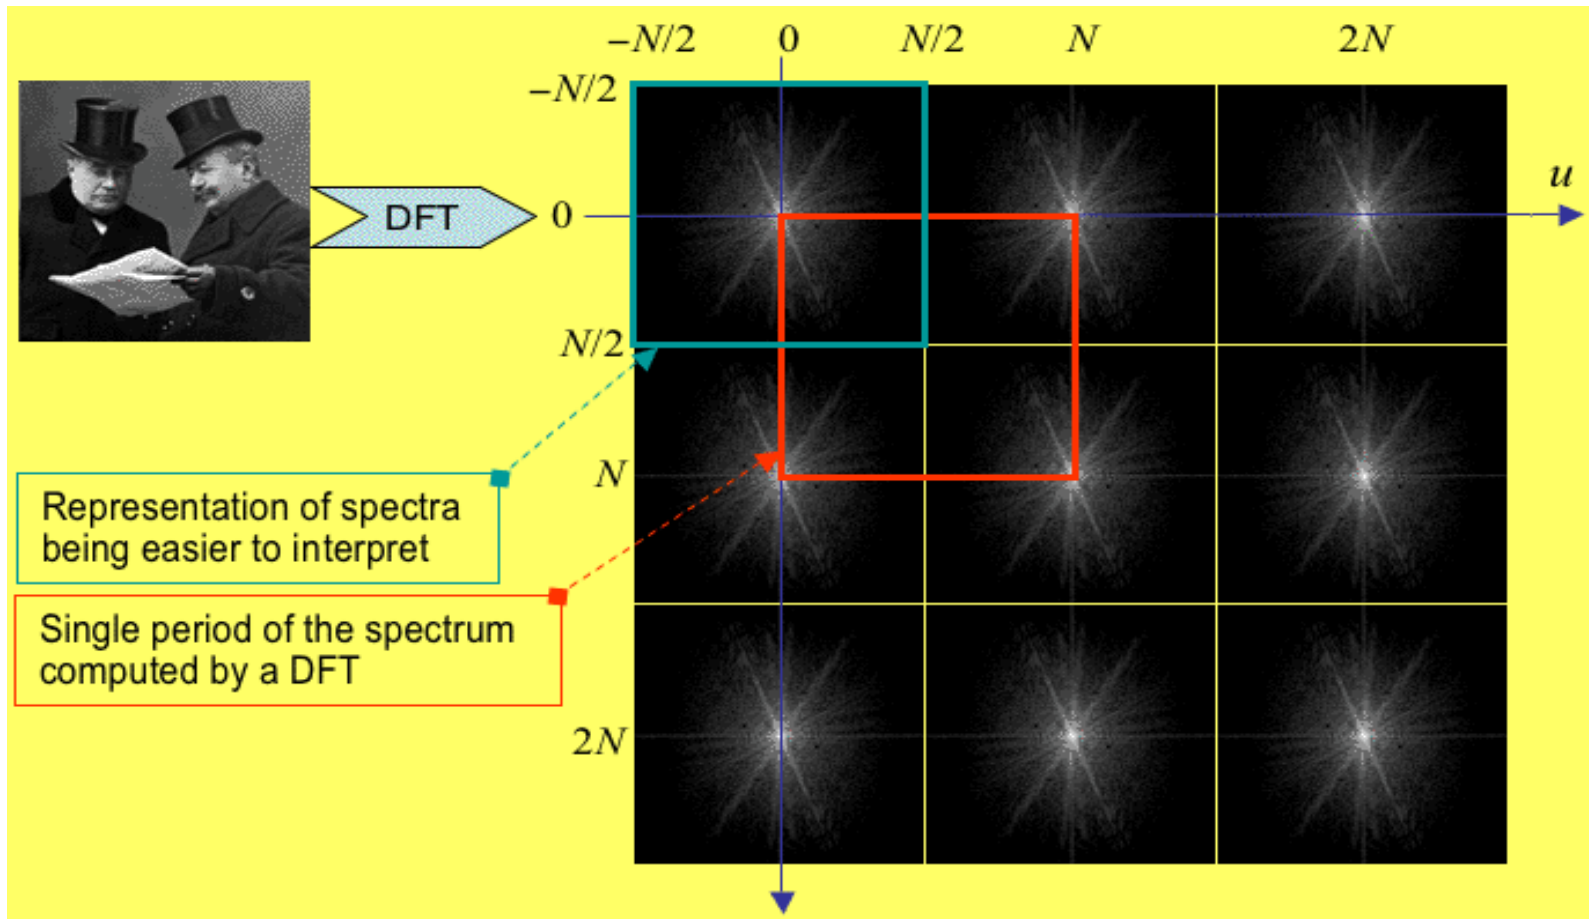 −N/2 0 N/2 N 2N
−N/2
u
DFT
0
N/2
N
Representation of spectra
being easier to interpret
Single period of the spectrum
computed by a DFT
2N